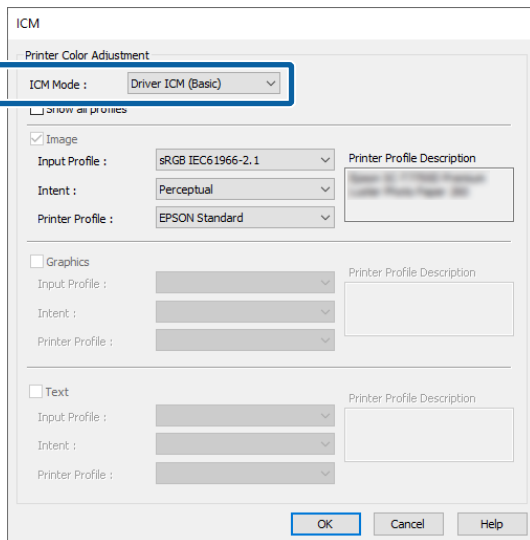 ICM
Printer Color Adjustment
ICM Mode : Driver ICM (Basic)
Show all profiles
Image
Input Profile : sRGB IEC61966-2.1 Printer Profile Description
Intent : Perceptual
Printer Profile : EPSON Standard
Graphics
Input Profile : Printer Profile Description
Intent :
Printer Profile :
Text
Input Profile : Printer Profile Description
Intent :
Printer Profile :
OK Cancel Help